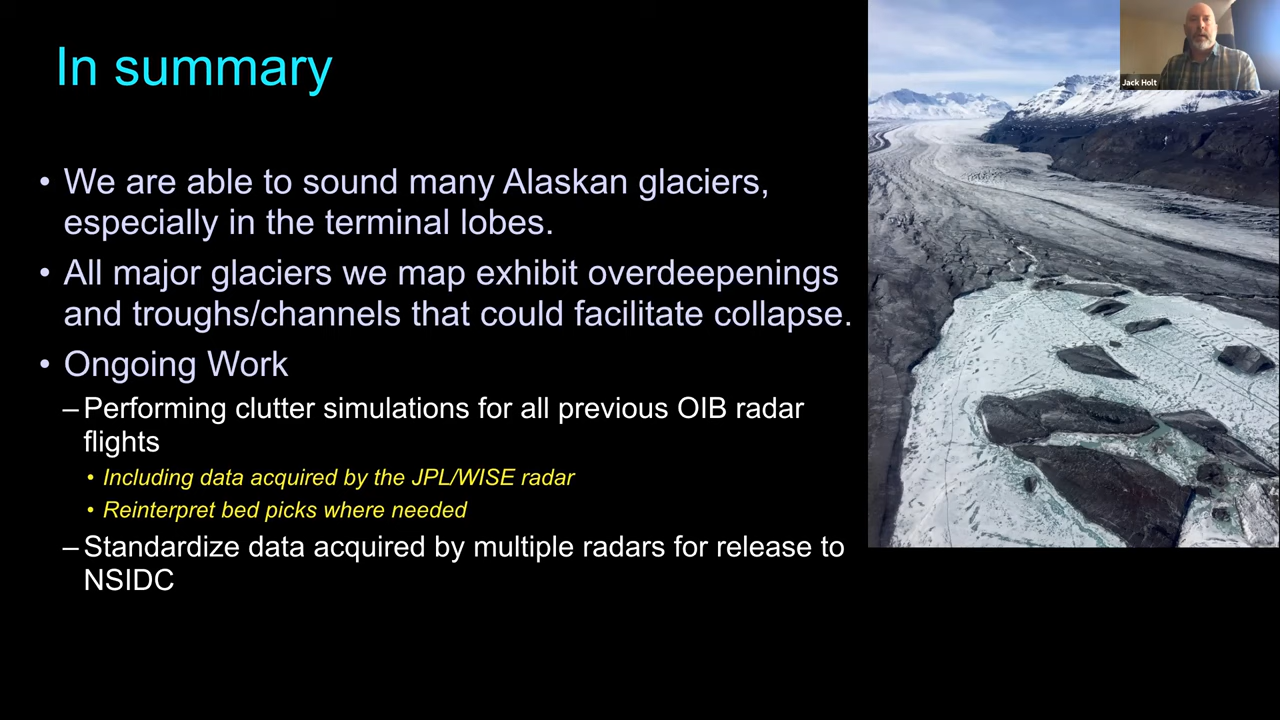 In summary
Jack Holt
• We are able to sound many Alaskan glaciers,
especially in the terminal lobes.
• All major glaciers we map exhibit overdeepenings
and troughs/channels that could facilitate collapse.
• Ongoing Work
– Performing clutter simulations for all previous OIB radar
flights
• Including data acquired by the JPL/WISE radar
• Reinterpret bed picks where needed
– Standardize data acquired by multiple radars for release to
NSIDC